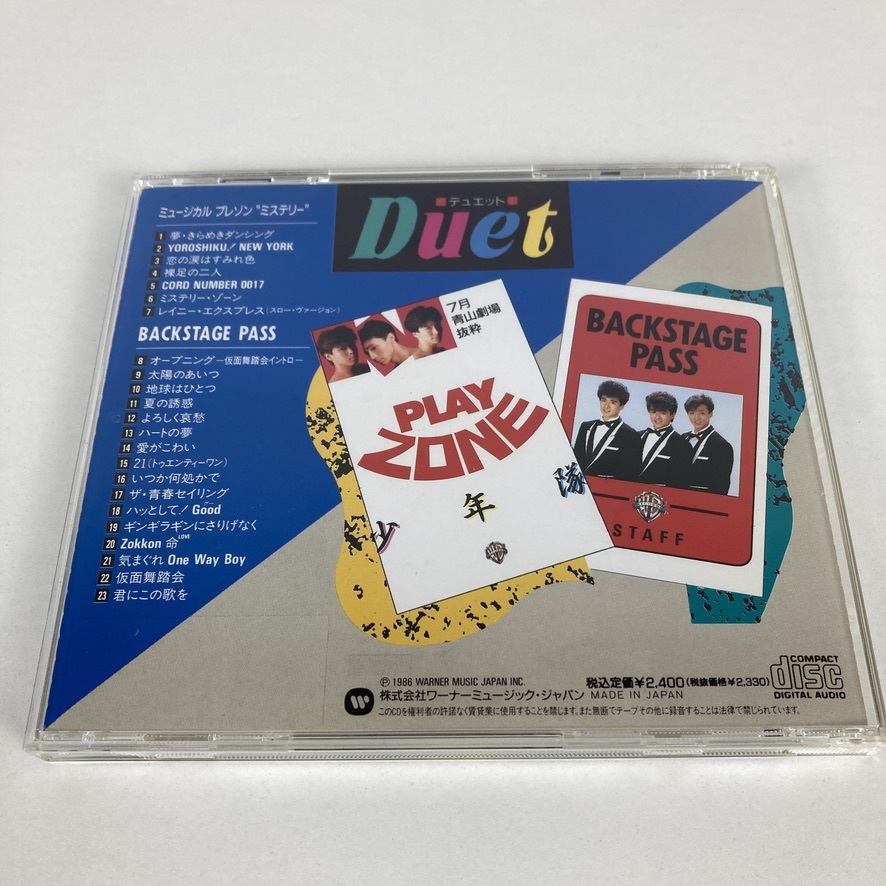 ミュージカル プレゾン "ミステリー"
1 夢・きらめきダンシング
2 YOROSHIKU! NEW YORK
3 恋の涙はすみれ色
4 裸足の二人
5 CORD NUMBER 0017
6 ミステリー・ゾーン
7 レイニー・エクスプレス(スロー・ヴァージョン)
BACKSTAGE PASS
8 オープニング—仮面舞踏会イントロ—
9 太陽のあいつ
10 地球はひとつ
11 夏の誘惑
12 よろしく哀愁
13 ハートの夢
14 愛がこわい
15 21(トゥエンティーワン)
16 いつか何処かで
17 ザ・青春セイリング
18 ハッとして! Good
19 ギンギラギンにさりげなく
20 Zokkon 命 LOVE
21 気まぐれ One Way Boy
22 仮面舞踏会
23 君にこの歌を
■デュエット■
Duet
7月
青山劇場
抜粋
PLAY
ZONE
少年隊
BACKSTAGE
PASS
STAFF
℗ 1986 WARNER MUSIC JAPAN INC.
税込定価¥2,400(税抜価格¥2,330)
株式会社ワーナーミュージック・ジャパン MADE IN JAPAN
このCDを権利者の許諾なく賃貸業に使用することを禁じます。また無断でテープその他に録音することは法律で禁じられています。
COMPACT
disc
DIGITAL AUDIO